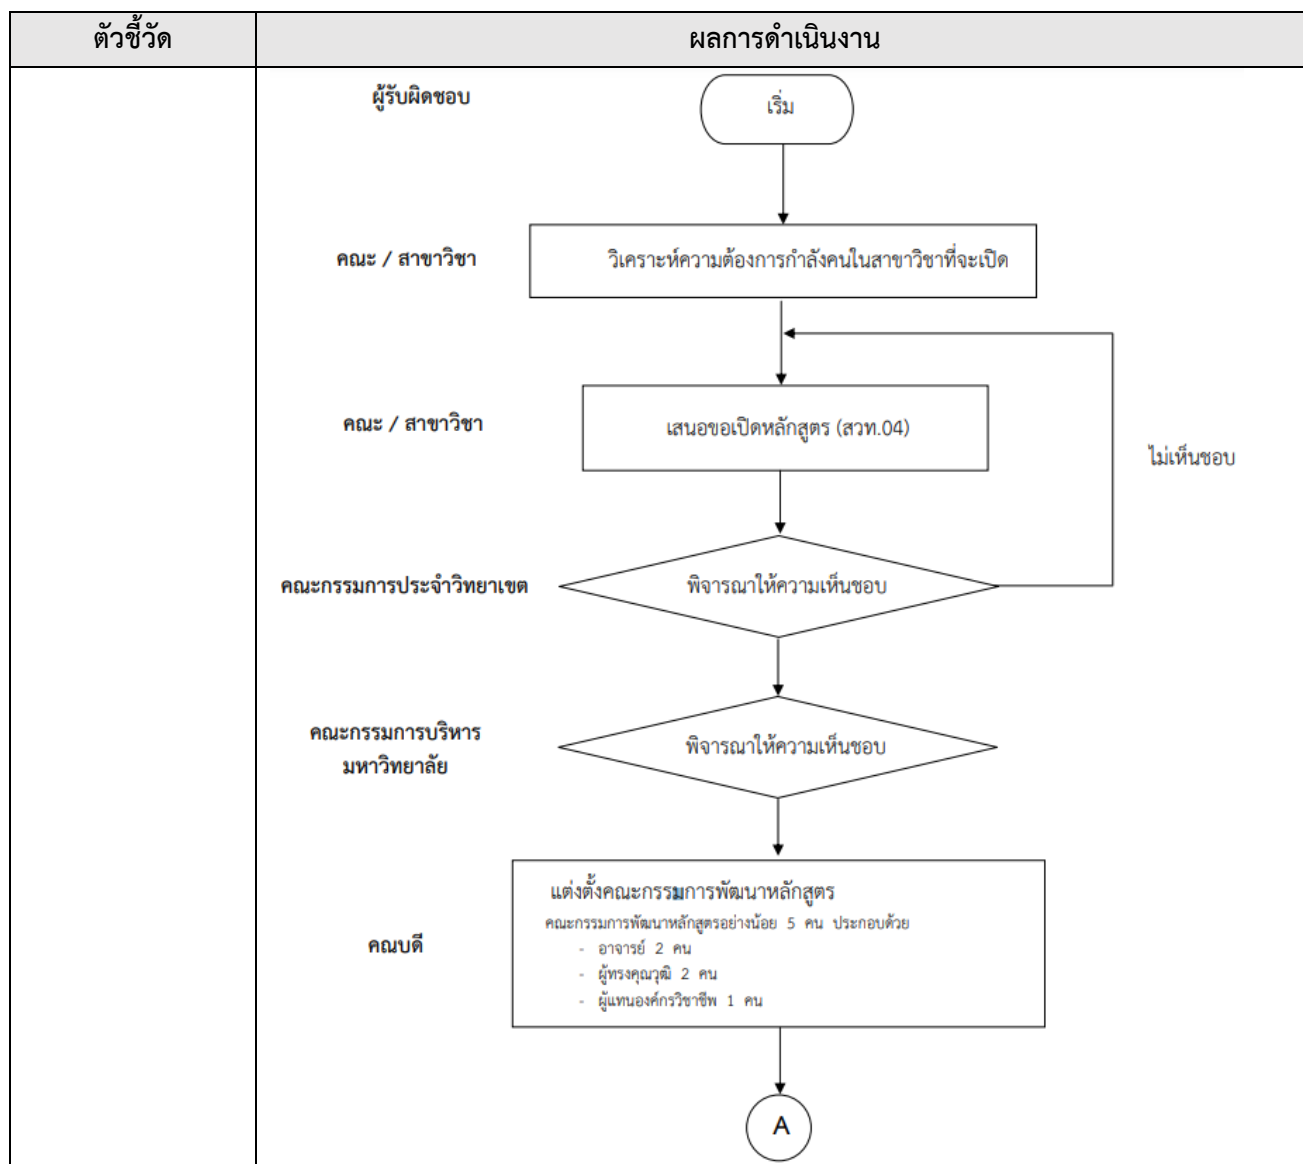 ตัวชี้วัด
ผลการดำเนินงาน
ผู้รับผิดชอบ
เริ่ม
คณะ / สาขาวิชา
วิเคราะห์ความต้องการกำลังคนในสาขาวิชาที่จะเปิด
คณะ / สาขาวิชา
เสนอขอเปิดหลักสูตร (สวท.04)
ไม่เห็นชอบ
คณะกรรมการประจำวิทยาเขต
พิจารณาให้ความเห็นชอบ
คณะกรรมการบริหาร
มหาวิทยาลัย
พิจารณาให้ความเห็นชอบ
คณบดี
แต่งตั้งคณะกรรมการพัฒนาหลักสูตร
คณะกรรมการพัฒนาหลักสูตรอย่างน้อย 5 คน ประกอบด้วย
- อาจารย์ 2 คน
- ผู้ทรงคุณวุฒิ 2 คน
- ผู้แทนองค์กรวิชาชีพ 1 คน
A